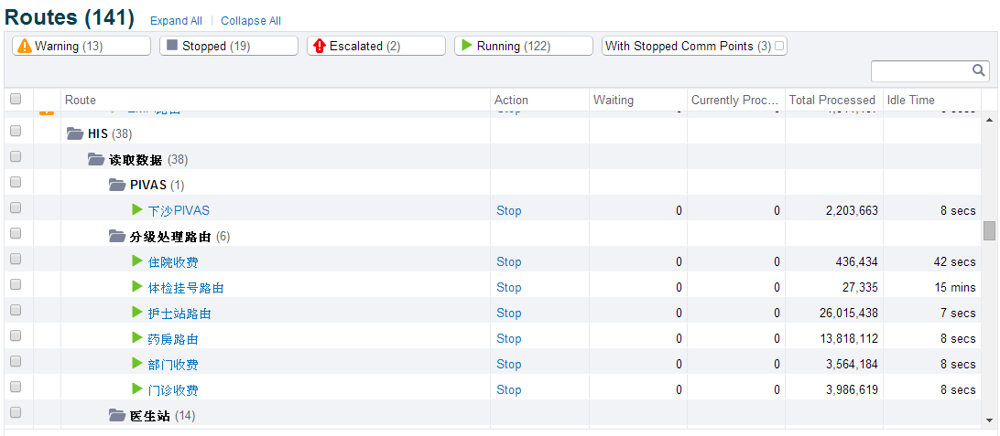 Routes (141) Expand All Collapse All
Warning (13) Stopped (19) Escalated (2) Running (122) With Stopped Comm Points (3)
Route Action Waiting Currently Proc... Total Processed Idle Time
HIS (38)
读取数据 (38)
PIVAS (1)
下沙PIVAS Stop 0 0 2,203,663 8 secs
分级处理路由 (6)
住院收费 Stop 0 0 436,434 42 secs
体检挂号路由 Stop 0 0 27,335 15 mins
护士站路由 Stop 0 0 26,015,438 7 secs
药房路由 Stop 0 0 13,818,112 8 secs
部门收费 Stop 0 0 3,564,184 8 secs
门诊收费 Stop 0 0 3,986,619 8 secs
医生站 (14)